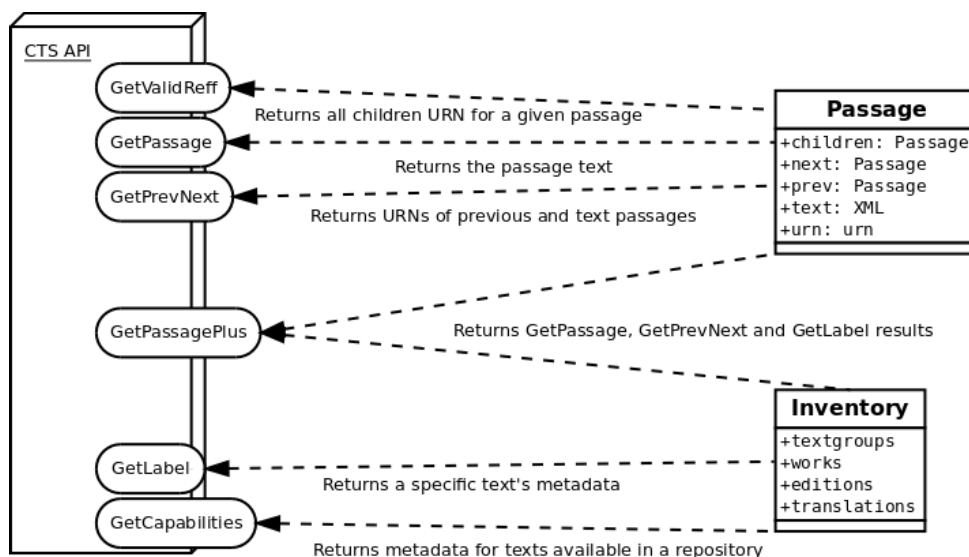 CTS API
GetValidReff
Returns all children URN for a given passage
GetPassage
Returns the passage text
GetPrevNext
Returns URNs of previous and text passages
Passage
+children: Passage
+next: Passage
+prev: Passage
+text: XML
+urn: urn
GetPassagePlus
Returns GetPassage, GetPrevNext and GetLabel results
Inventory
+textgroups
+works
+editions
+translations
GetLabel
Returns a specific text's metadata
GetCapabilities
Returns metadata for texts available in a repository